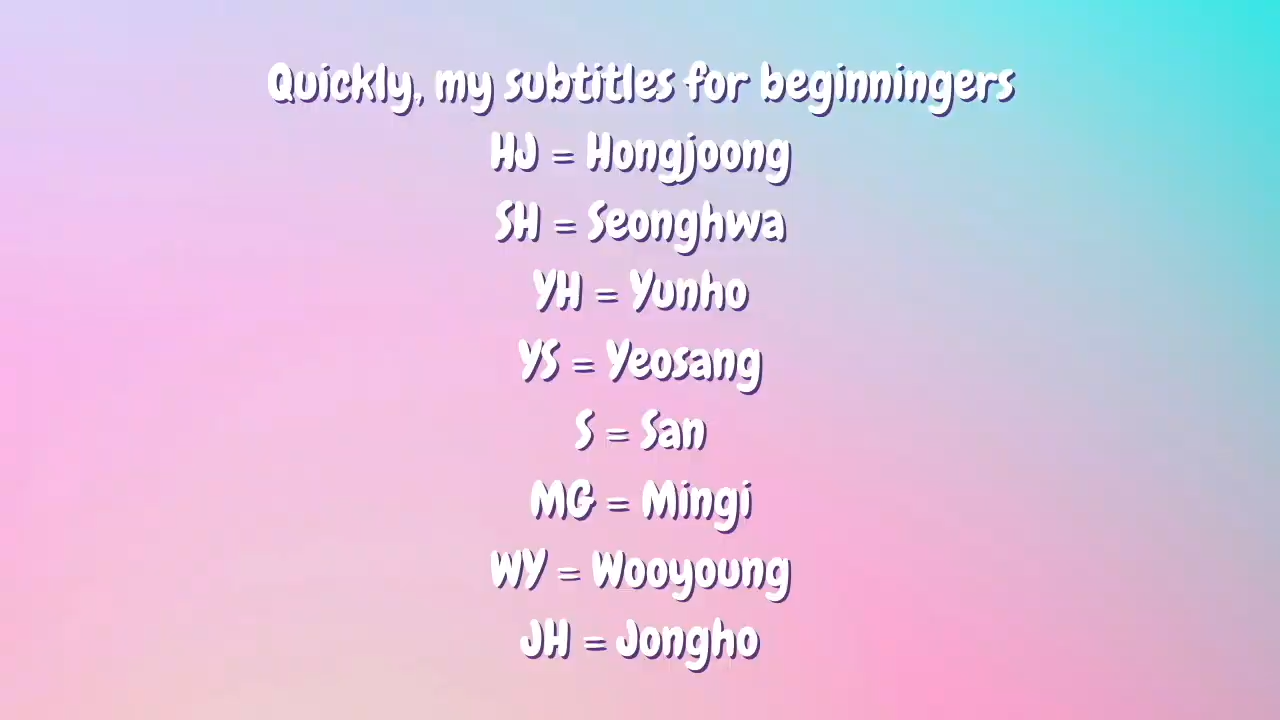 Quickly, my subtitles for beginningers
HJ = Hongjoong
SH = Seonghwa
YH = Yunho
YS = Yeosang
S = San
MG = Mingi
WY = Wooyoung
JH = Jongho